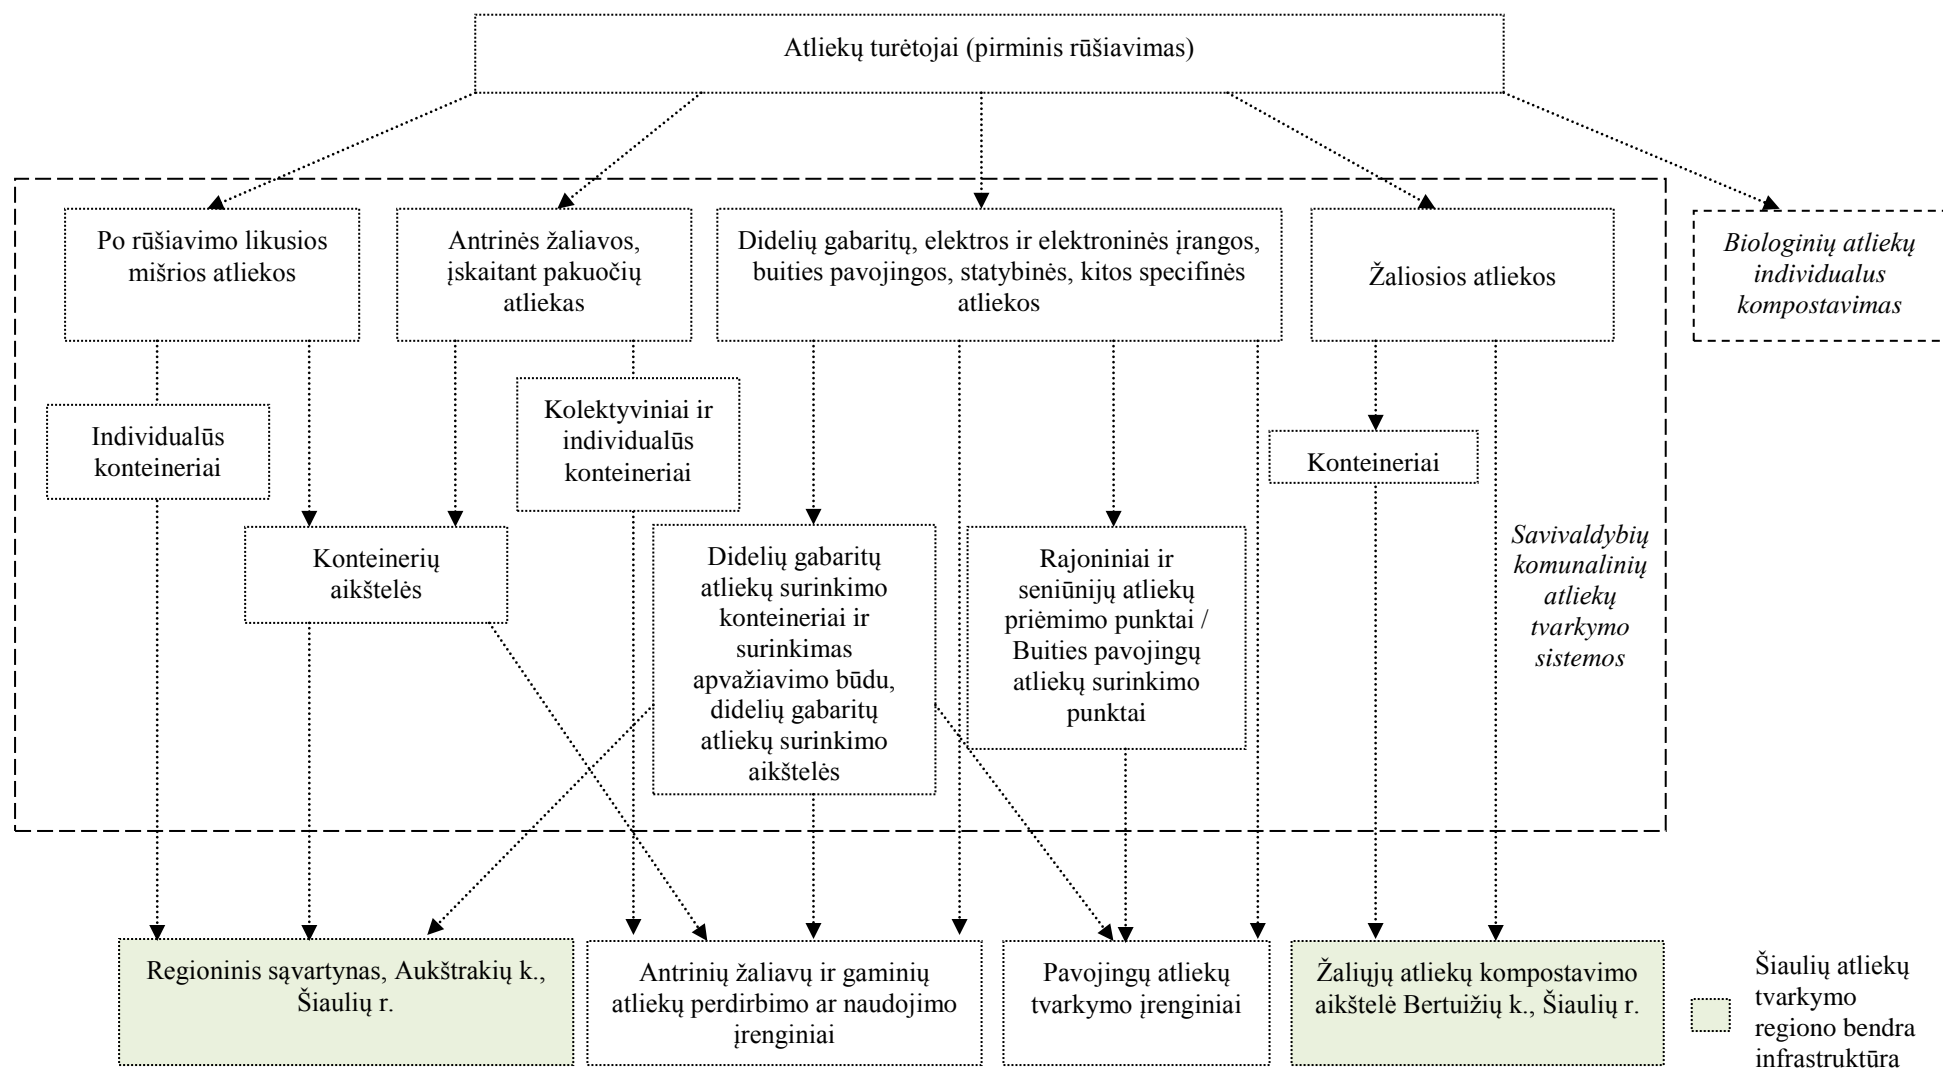 Atliekų turėtojai (pirminis rūšiavimas)
Po rūšiavimo likusios
mišrios atliekos
Antrinės žaliavos,
įskaitant pakuočių
atliekas
Didelių gabaritų, elektros ir elektroninės įrangos,
buities pavojingos, statybinės, kitos specifinės
atliekos
Žaliosios atliekos
Biologinių atliekų
individualus
kompostavimas
Individualūs
konteineriai
Kolektyviniai ir
individualūs
konteineriai
Konteineriai
Konteinerių
aikštelės
Didelių gabaritų
atliekų surinkimo
konteineriai ir
surinkimas
apvažiavimo būdu,
didelių gabaritų
atliekų surinkimo
aikštelės
Rajoniniai ir
seniūnijų atliekų
priėmimo punktai /
Buities pavojingų
atliekų surinkimo
punktai
Savivaldybių
komunalinių
atliekų
tvarkymo
sistemos
Regioninis sąvartynas, Aukštrakių k.,
Šiaulių r.
Antrinių žaliavų ir gaminių
atliekų perdirbimo ar naudojimo
įrenginiai
Pavojingų atliekų
tvarkymo įrenginiai
Žaliųjų atliekų kompostavimo
aikštelė Bertuižių k., Šiaulių r.
Šiaulių atliekų
tvarkymo
regiono bendra
infrastruktūra